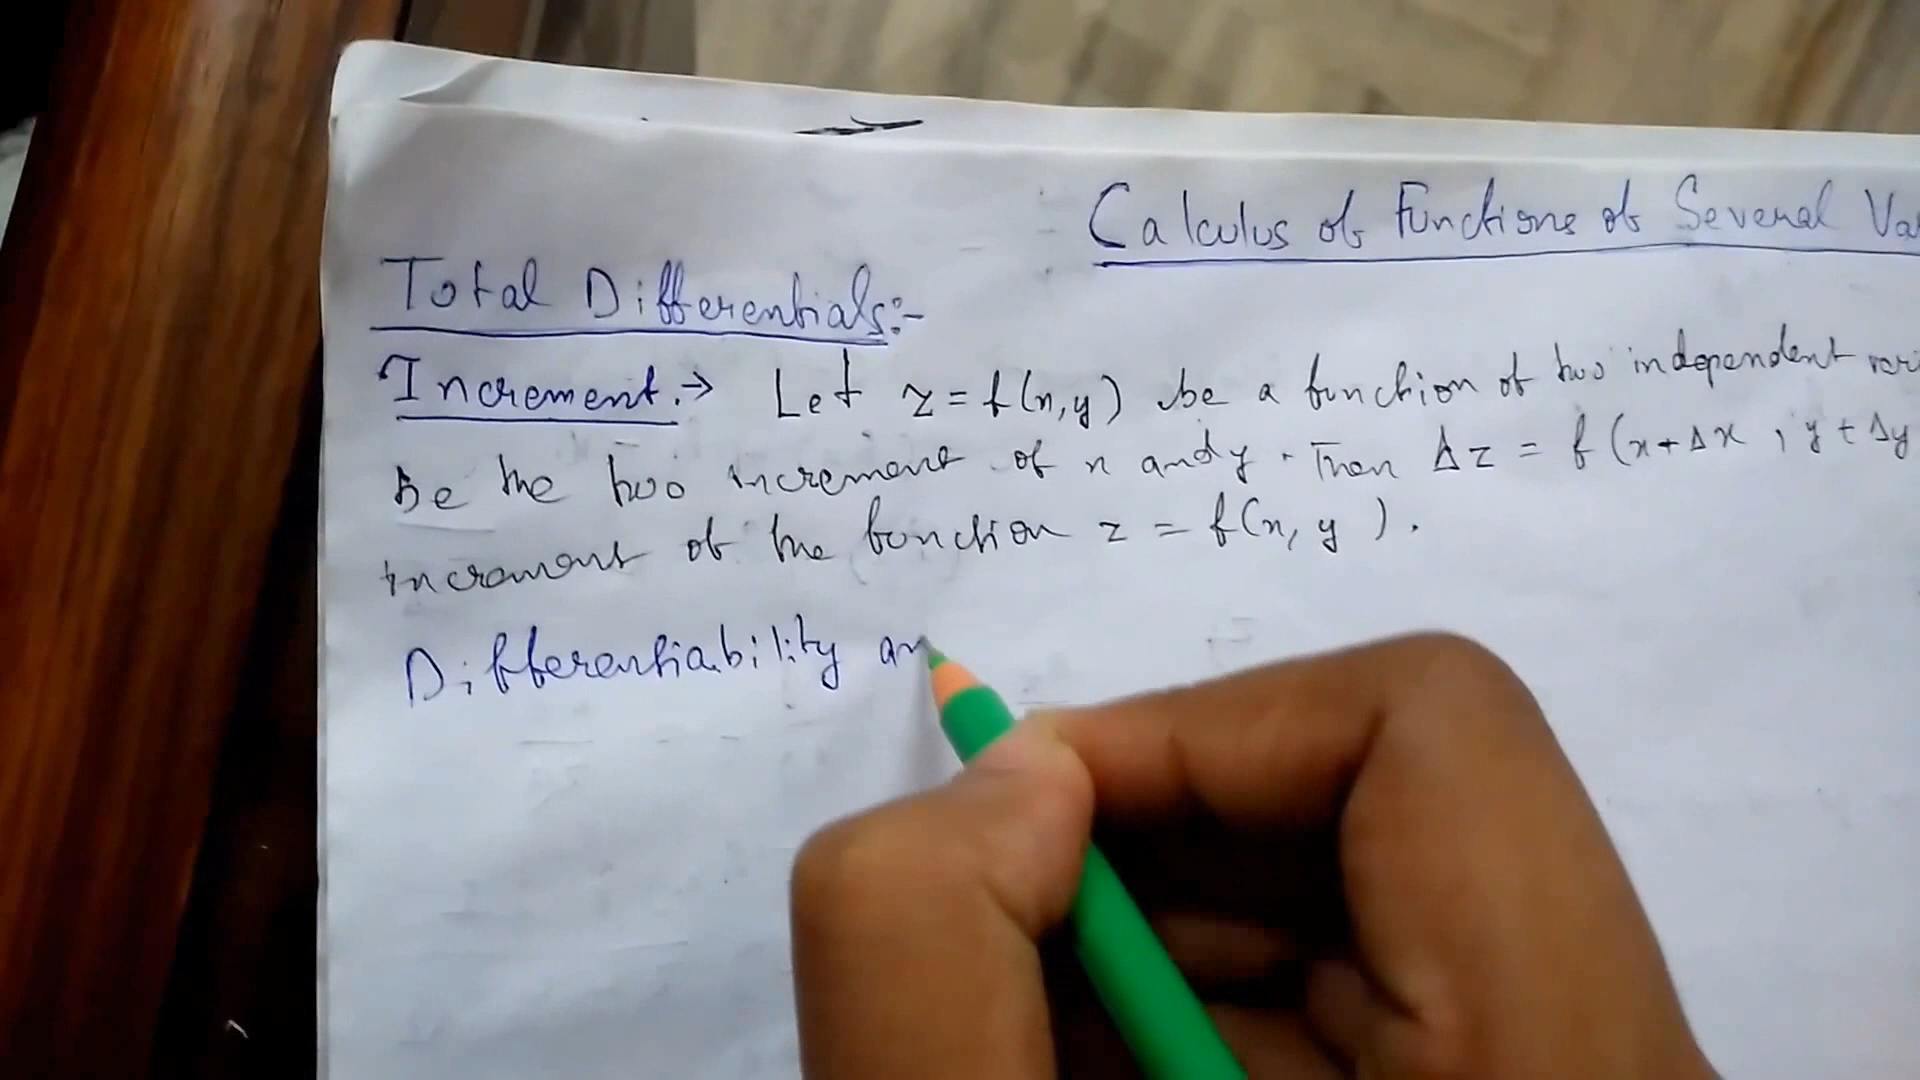 Calculus of Functions of Several Va
Total Differentials:-
Increment.→ Let z = f(x,y) be a function of two independent vari
Be the two increment of x and y. Then Δz = f(x+Δx, y+Δy
increment of the function z = f(x, y).
Differentiability an